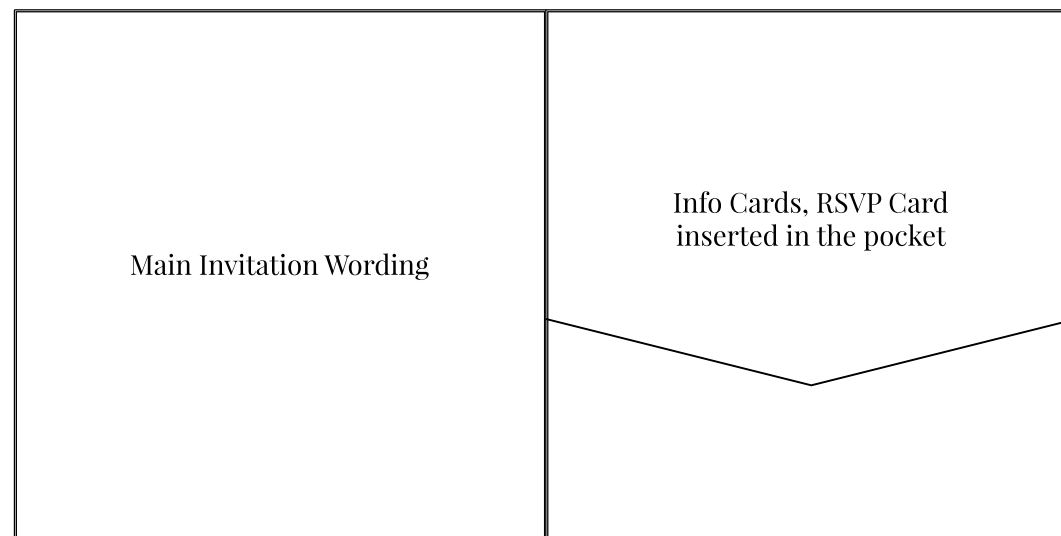 Main Invitation Wording
Info Cards, RSVP Card
inserted in the pocket